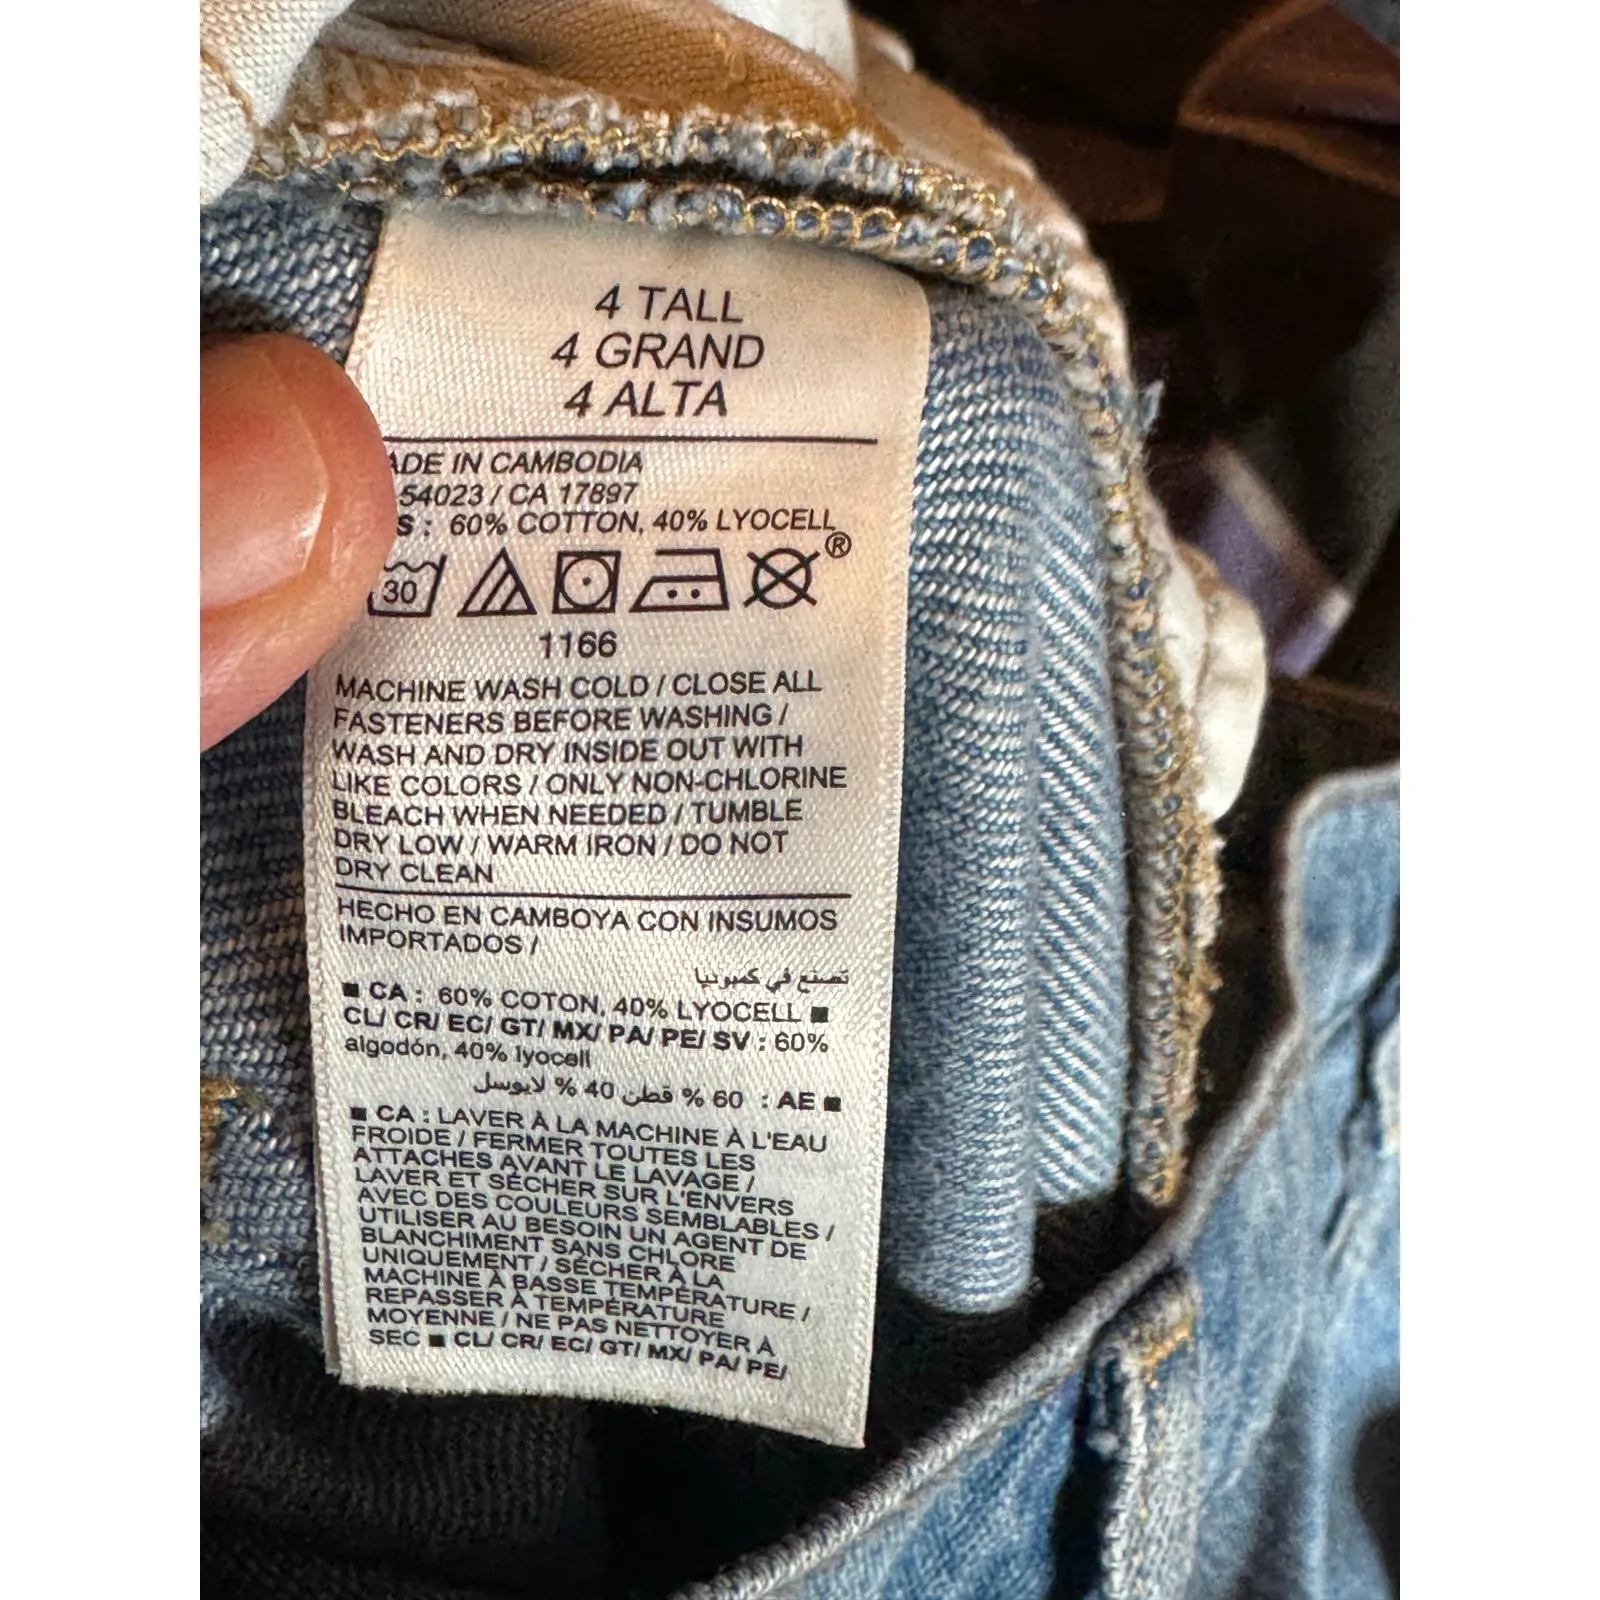 4 TALL
4 GRAND
4 ALTA
ADE IN CAMBODIA
54023 / CA 17897
S : 60% COTTON, 40% LYOCELL
30
®
1166
MACHINE WASH COLD / CLOSE ALL
FASTENERS BEFORE WASHING /
WASH AND DRY INSIDE OUT WITH
LIKE COLORS / ONLY NON-CHLORINE
BLEACH WHEN NEEDED / TUMBLE
DRY LOW / WARM IRON / DO NOT
DRY CLEAN
HECHO EN CAMBOYA CON INSUMOS
IMPORTADOS /
تصنع في كمبوديا
■ CA : 60% COTON, 40% LYOCELL ■
CL/ CR/ EC/ GT/ MX/ PA/ PE/ SV : 60%
algodón, 40% lyocell
■ AE : 60 % قطن 40 % لايوسل
■ CA : LAVER À LA MACHINE À L'EAU
FROIDE / FERMER TOUTES LES
ATTACHES AVANT LE LAVAGE /
LAVER ET SÉCHER SUR L'ENVERS
AVEC DES COULEURS SEMBLABLES /
UTILISER AU BESOIN UN AGENT DE
BLANCHIMENT SANS CHLORE
UNIQUEMENT / SÉCHER À LA
MACHINE À BASSE TEMPÉRATURE /
REPASSER À TEMPÉRATURE
MOYENNE / NE PAS NETTOYER À
SEC ■ CL/ CR/ EC/ GT/ MX/ PA/ PE/